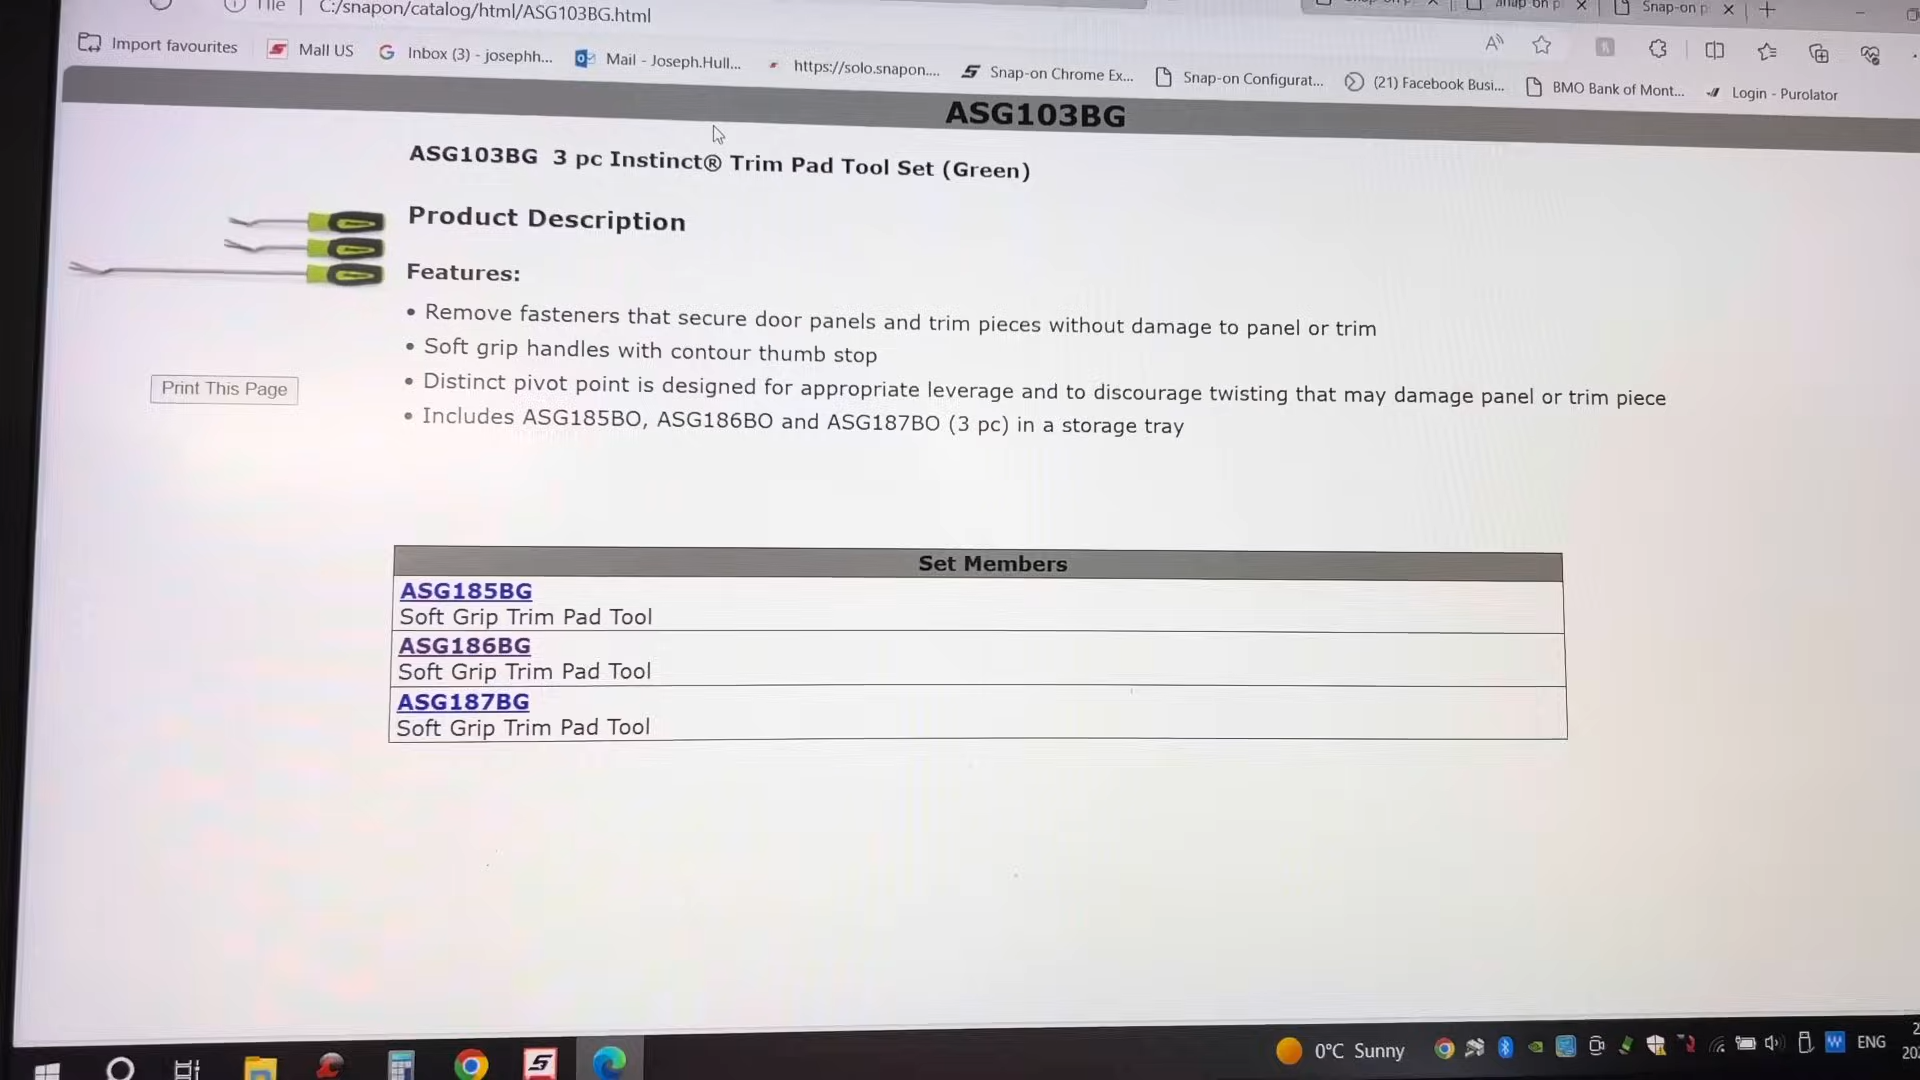 File | C:/snapon/catalog/html/ASG103BG.html
Snap-on p
Import favourites Mall US Inbox (3) - josephh... Mail - Joseph.Hull... https://solo.snapon.... Snap-on Chrome Ex... Snap-on Configurat... (21) Facebook Busi... BMO Bank of Mont... Login - Purolator
ASG103BG
ASG103BG 3 pc Instinct® Trim Pad Tool Set (Green)
Product Description
Features:
• Remove fasteners that secure door panels and trim pieces without damage to panel or trim
• Soft grip handles with contour thumb stop
• Distinct pivot point is designed for appropriate leverage and to discourage twisting that may damage panel or trim piece
• Includes ASG185BO, ASG186BO and ASG187BO (3 pc) in a storage tray
Print This Page
Set Members
ASG185BG
Soft Grip Trim Pad Tool
ASG186BG
Soft Grip Trim Pad Tool
ASG187BG
Soft Grip Trim Pad Tool
0°C Sunny
ENG